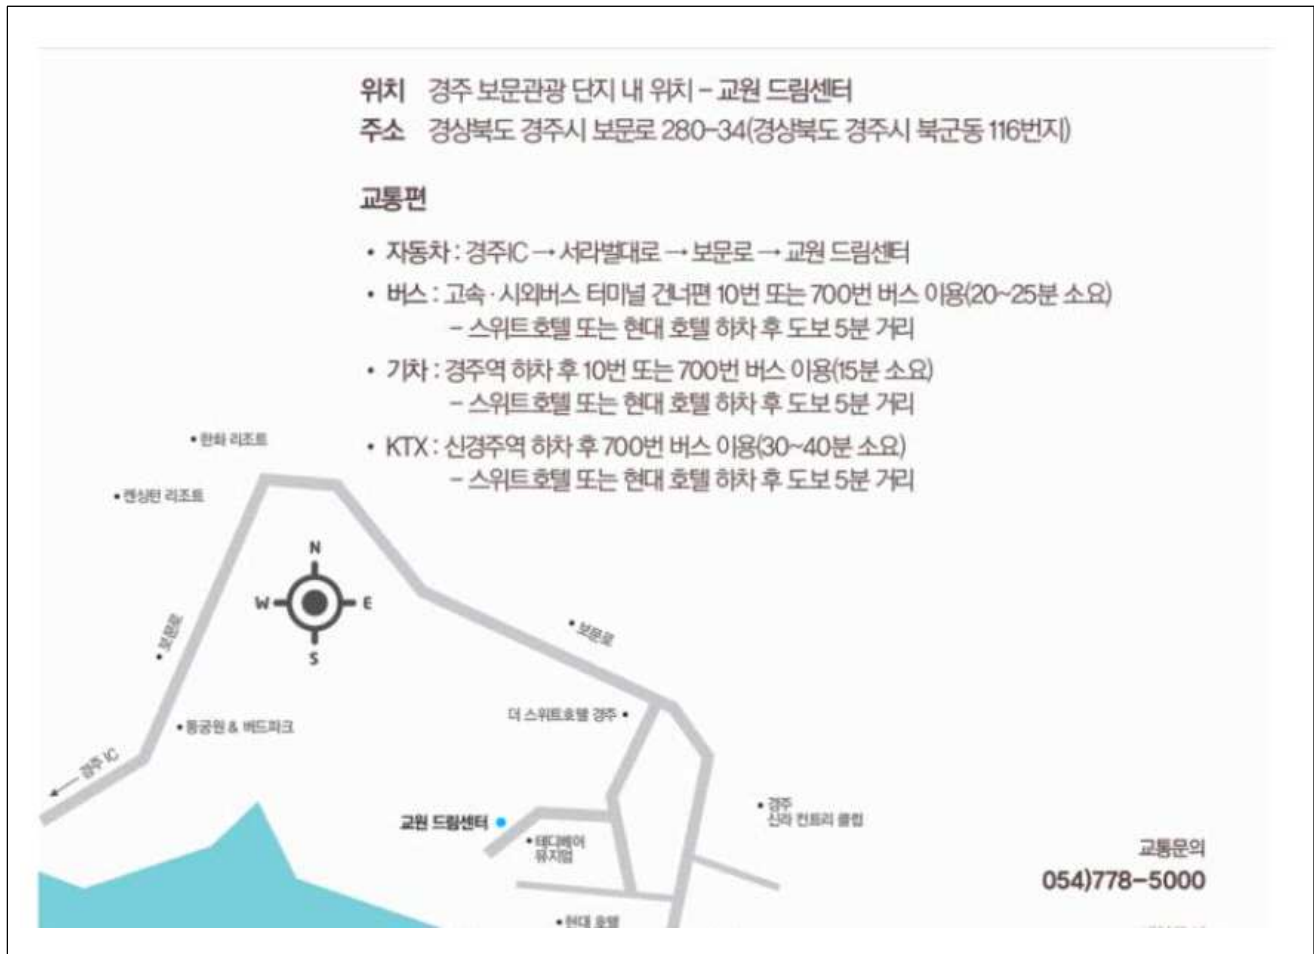 위치 경주 보문관광 단지 내 위치 - 교원 드림센터
주소 경상북도 경주시 보문로 280-34(경상북도 경주시 북군동 116번지)
교통편
• 자동차 : 경주IC → 서라벌대로 → 보문로 → 교원 드림센터
• 버스 : 고속 · 시외버스 터미널 건너편 10번 또는 700번 버스 이용(20~25분 소요)
- 스위트호텔 또는 현대 호텔 하차 후 도보 5분 거리
• 기차 : 경주역 하차 후 10번 또는 700번 버스 이용(15분 소요)
- 스위트호텔 또는 현대 호텔 하차 후 도보 5분 거리
• KTX : 신경주역 하차 후 700번 버스 이용(30~40분 소요)
- 스위트호텔 또는 현대 호텔 하차 후 도보 5분 거리
• 한화 리조트
• 켄싱턴 리조트
N
W E
S
• 보문로
• 보문로
더 스위트호텔 경주 •
• 동궁원 & 버드파크
경주 IC
• 경주
신라 컨트리 클럽
교원 드림센터
• 테디베어
뮤지엄
교통문의
054)778-5000
• 현대 호텔